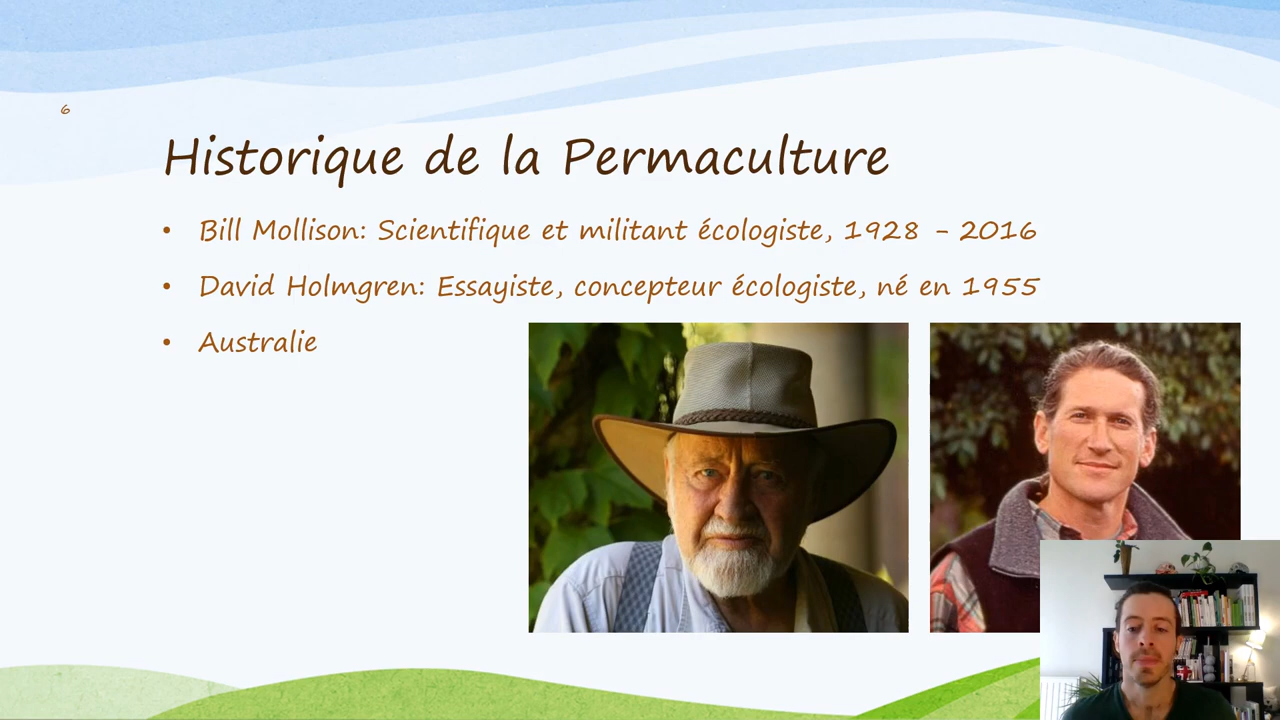 6
Historique de la Permaculture
• Bill Mollison: Scientifique et militant écologiste, 1928 - 2016
• David Holmgren: Essayiste, concepteur écologiste, né en 1955
• Australie